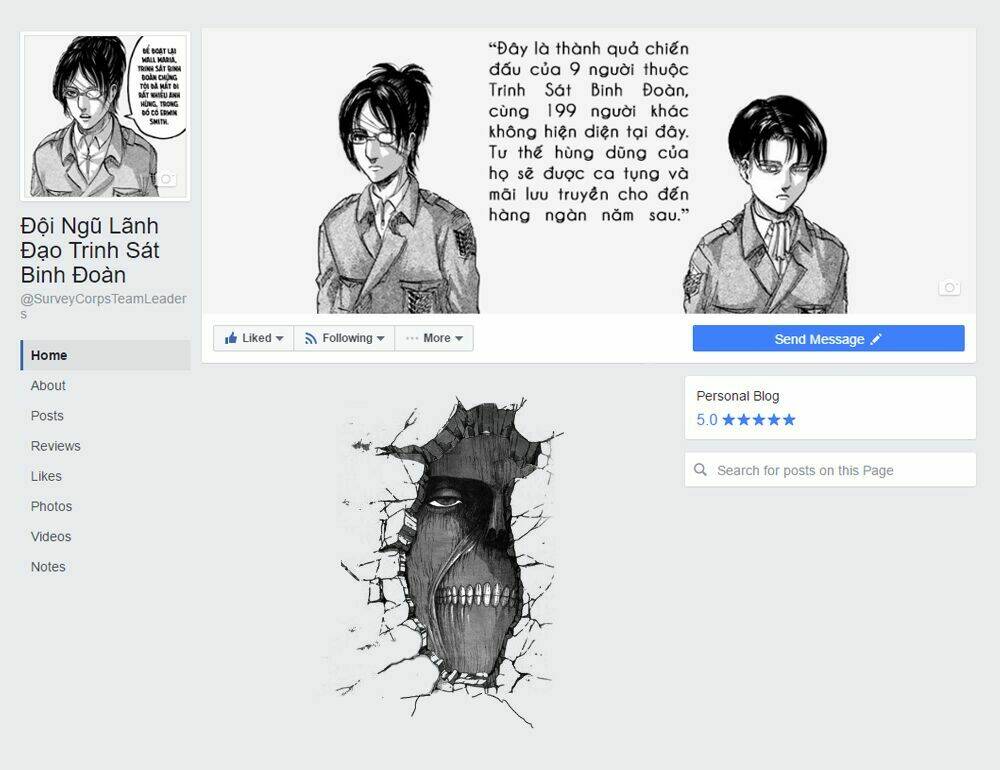 ĐỂ ĐOẠT LẠI
WALL MARIA,
TRINH SÁT BINH
ĐOÀN CHÚNG
TÔI ĐÃ MẤT ĐI
RẤT NHIỀU ANH
HÙNG, TRONG
ĐÓ CÓ ERWIN
SMITH.
“Đây là thành quả chiến
đấu của 9 người thuộc
Trinh Sát Binh Đoàn,
cùng 199 người khác
không hiện diện tại đây.
Tư thế hùng dũng của
họ sẽ được ca tụng và
mãi lưu truyền cho đến
hàng ngàn năm sau.”
Đội Ngũ Lãnh
Đạo Trinh Sát
Binh Đoàn
@SurveyCorpsTeamLeader
s
Liked Following More Send Message
Home
About
Posts
Reviews
Likes
Photos
Videos
Notes
Personal Blog
5.0 ★★★★★
Search for posts on this Page